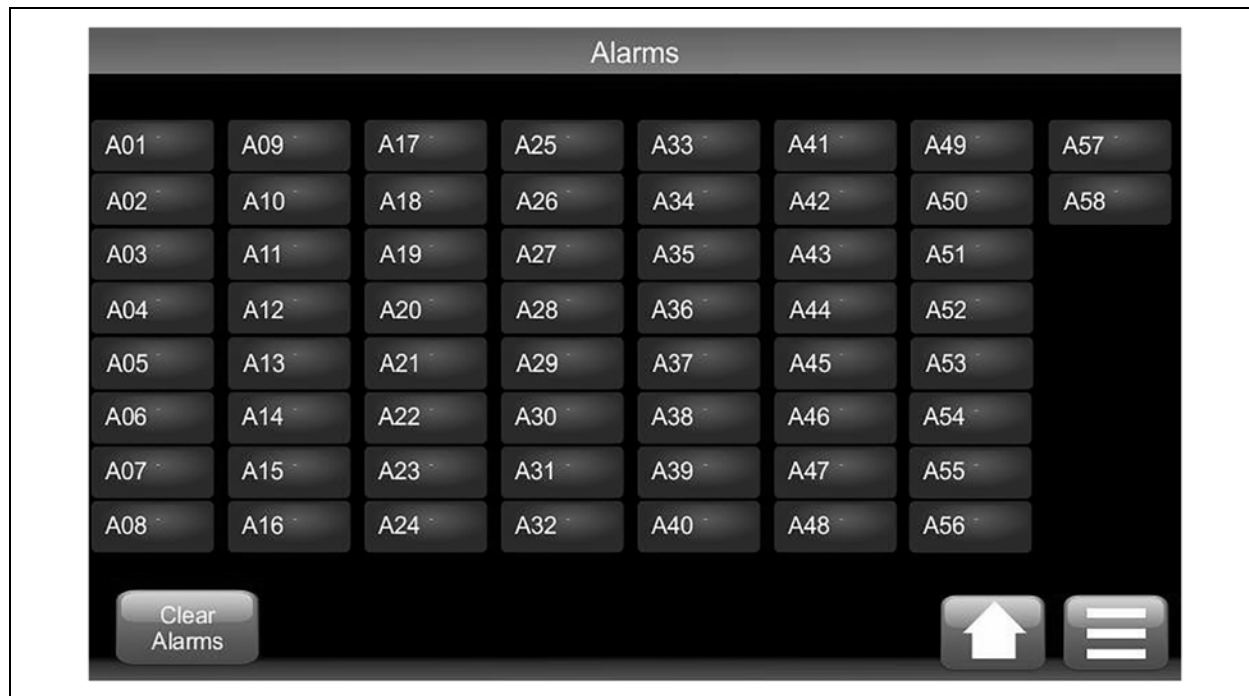 Alarms
A01 - A09 - A17 - A25 - A33 - A41 - A49 - A57 -
A02 - A10 - A18 - A26 - A34 - A42 - A50 - A58 -
A03 - A11 - A19 - A27 - A35 - A43 - A51 -
A04 - A12 - A20 - A28 - A36 - A44 - A52 -
A05 - A13 - A21 - A29 - A37 - A45 - A53 -
A06 - A14 - A22 - A30 - A38 - A46 - A54 -
A07 - A15 - A23 - A31 - A39 - A47 - A55 -
A08 - A16 - A24 - A32 - A40 - A48 - A56 -
Clear
Alarms